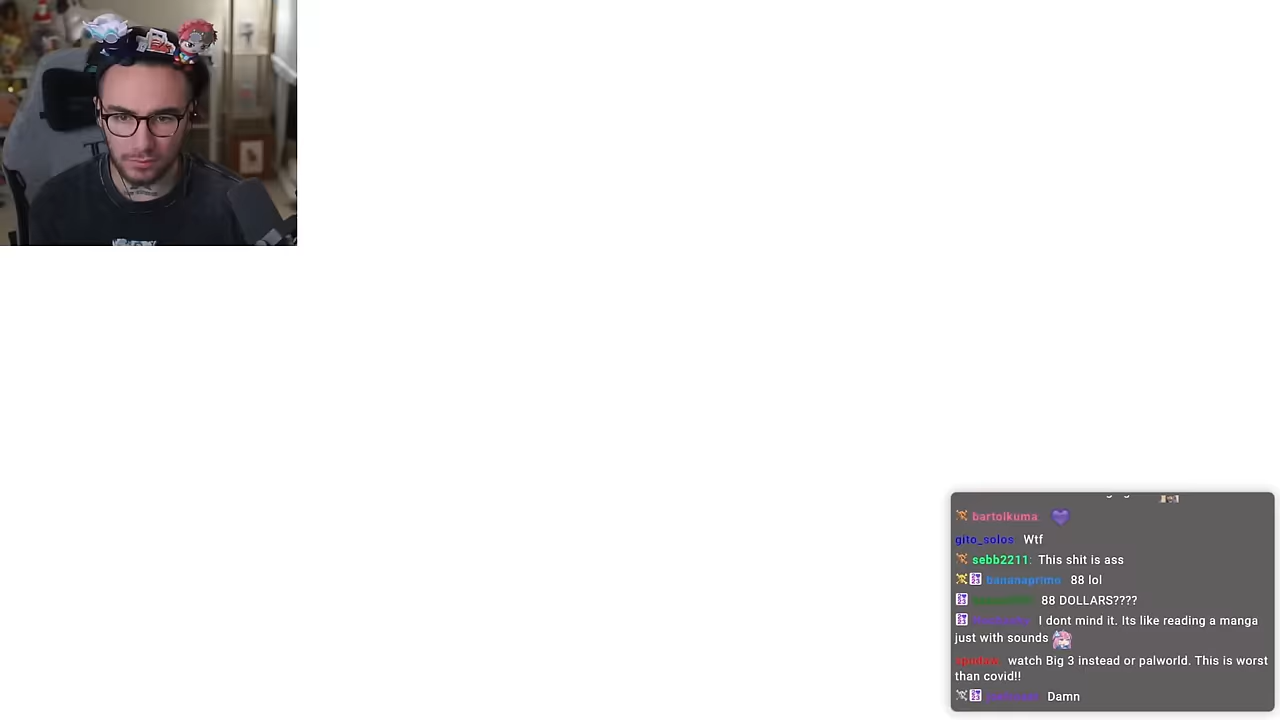 bartolkuma
gito_solos Wtf
sebb2211: This shit is ass
bananaprimo 88 lol
88 DOLLARS????
I dont mind it. Its like reading a manga
just with sounds
watch Big 3 instead or palworld. This is worst
than covid!!
Damn